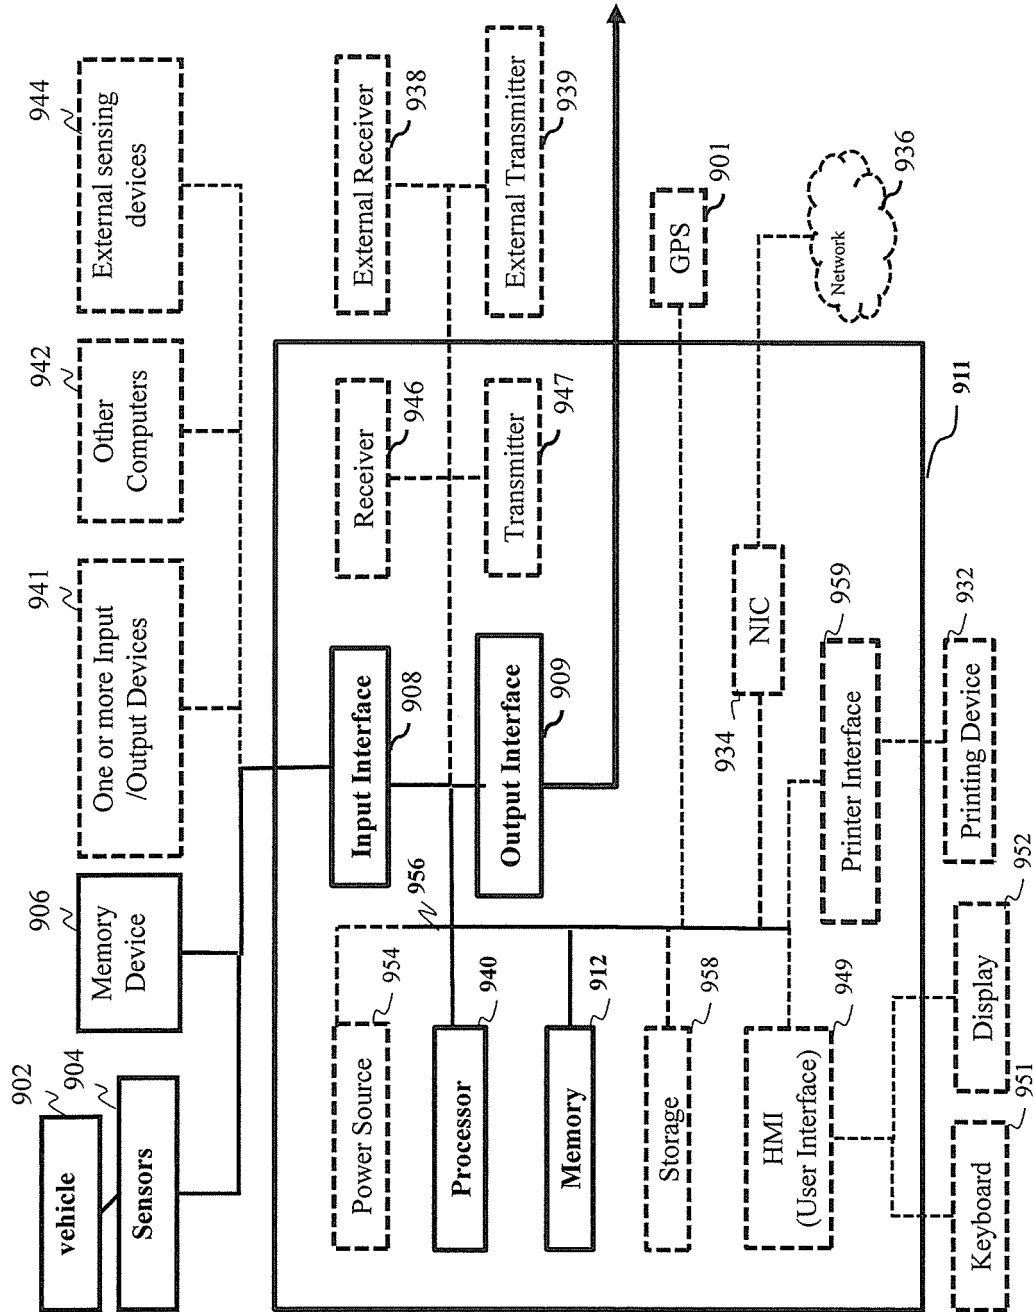 902
vehicle
904
Sensors
906
Memory
Device
941
One or more Input
/Output Devices
942
Other
Computers
944
External sensing
devices
Power Source
954
956
Input Interface
908
Receiver
946
External Receiver
938
Processor
940
Output Interface
909
Transmitter
947
External Transmitter
939
Memory
912
Storage
958
GPS
901
HMI
(User Interface)
949
934
NIC
Network
936
Printer Interface
959
911
Keyboard
951
Display
952
Printing Device
932